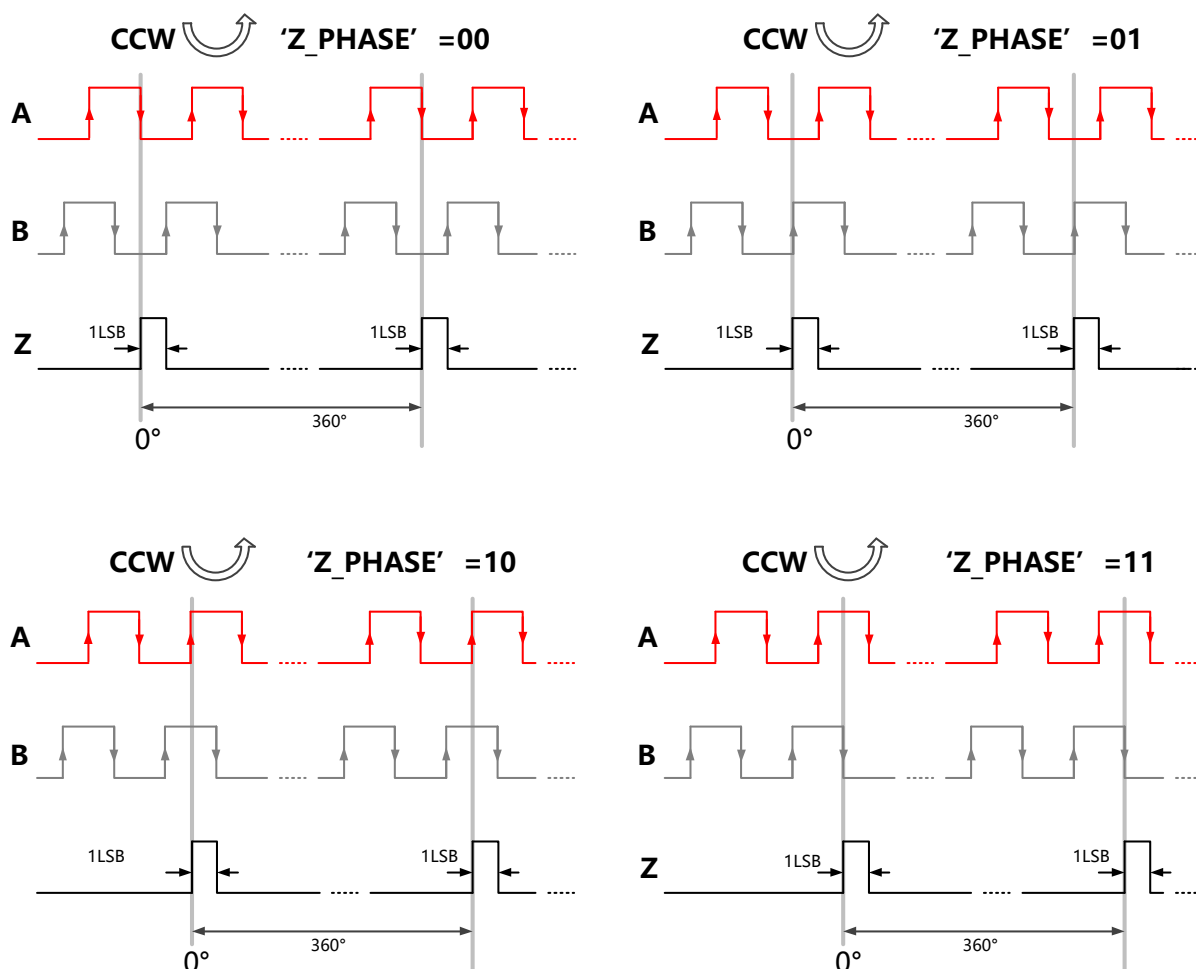 CCW 'Z_PHASE' =00
A
B
1LSB 1LSB
Z
360°
0°
CCW 'Z_PHASE' =01
A
B
1LSB 1LSB
Z
360°
0°
CCW 'Z_PHASE' =10
A
B
1LSB 1LSB
360°
0°
CCW 'Z_PHASE' =11
A
B
1LSB 1LSB
Z
360°
0°